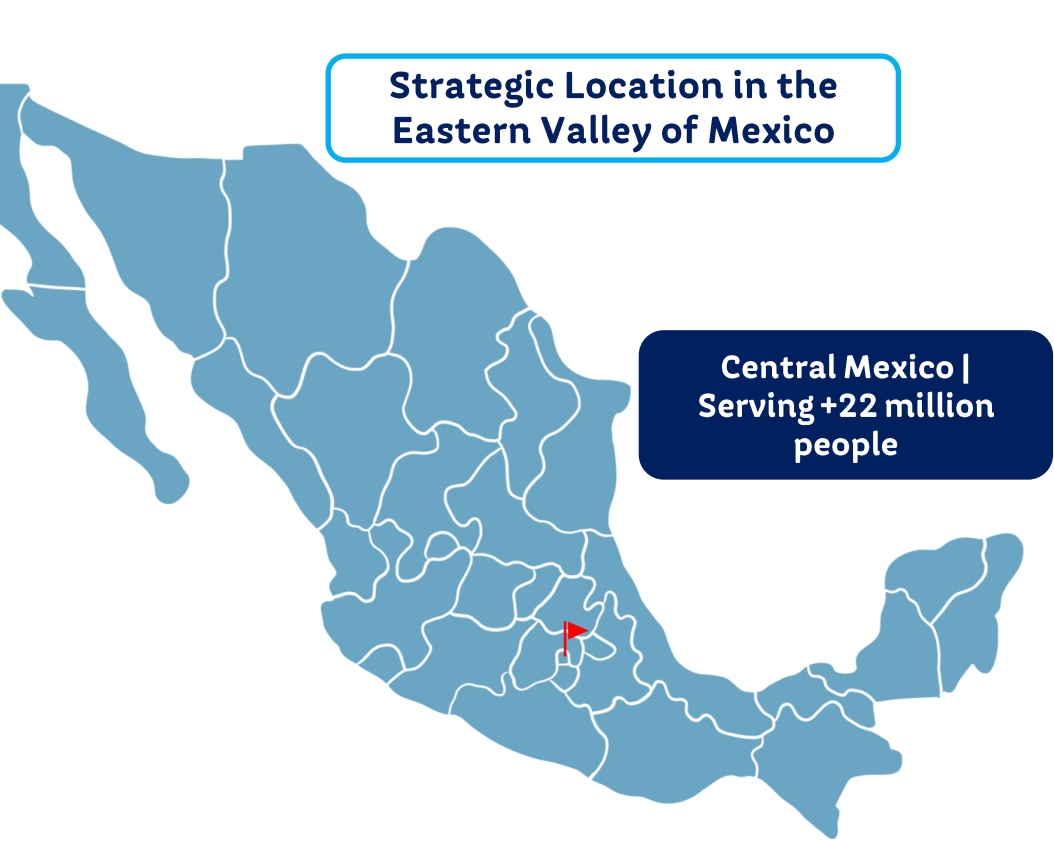 Strategic Location in the
Eastern Valley of Mexico
Central Mexico |
Serving +22 million
people